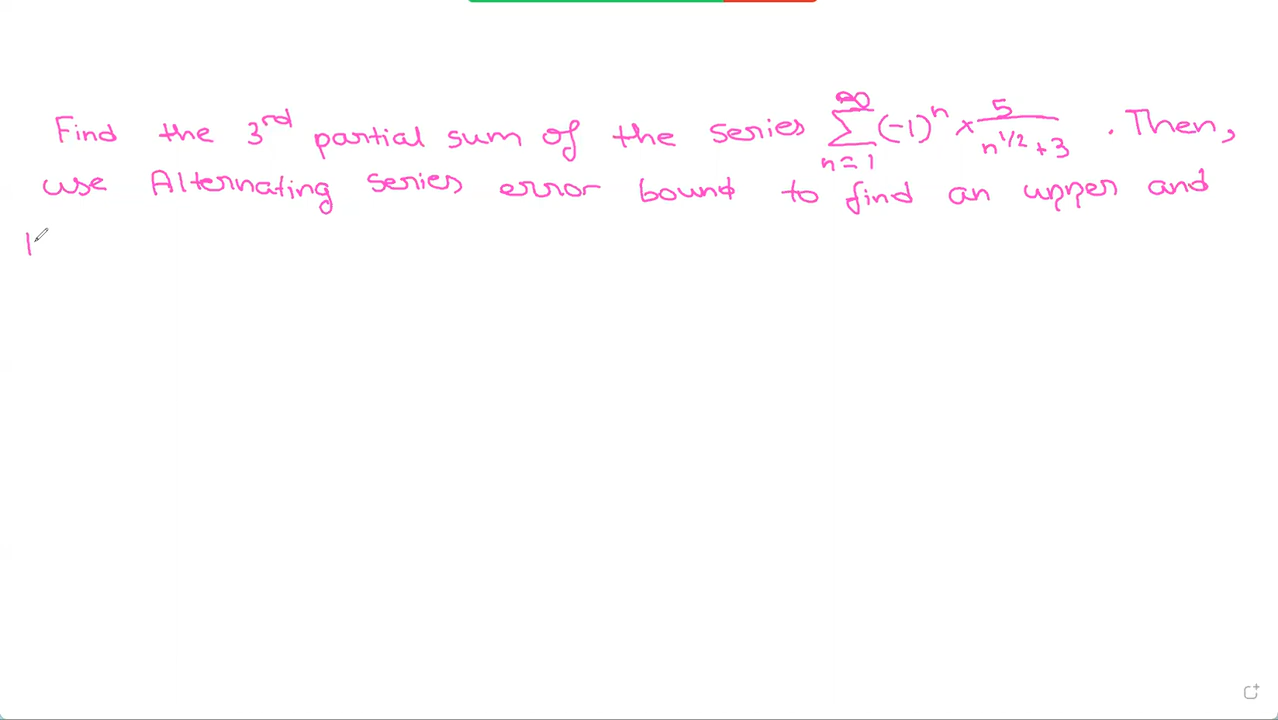 Find the 3rd partial sum of the series ∑_{n=1}^{∞} (-1)^n × 5/(n^{1/2} + 3) . Then,
use Alternating series error bound to find an upper and
l